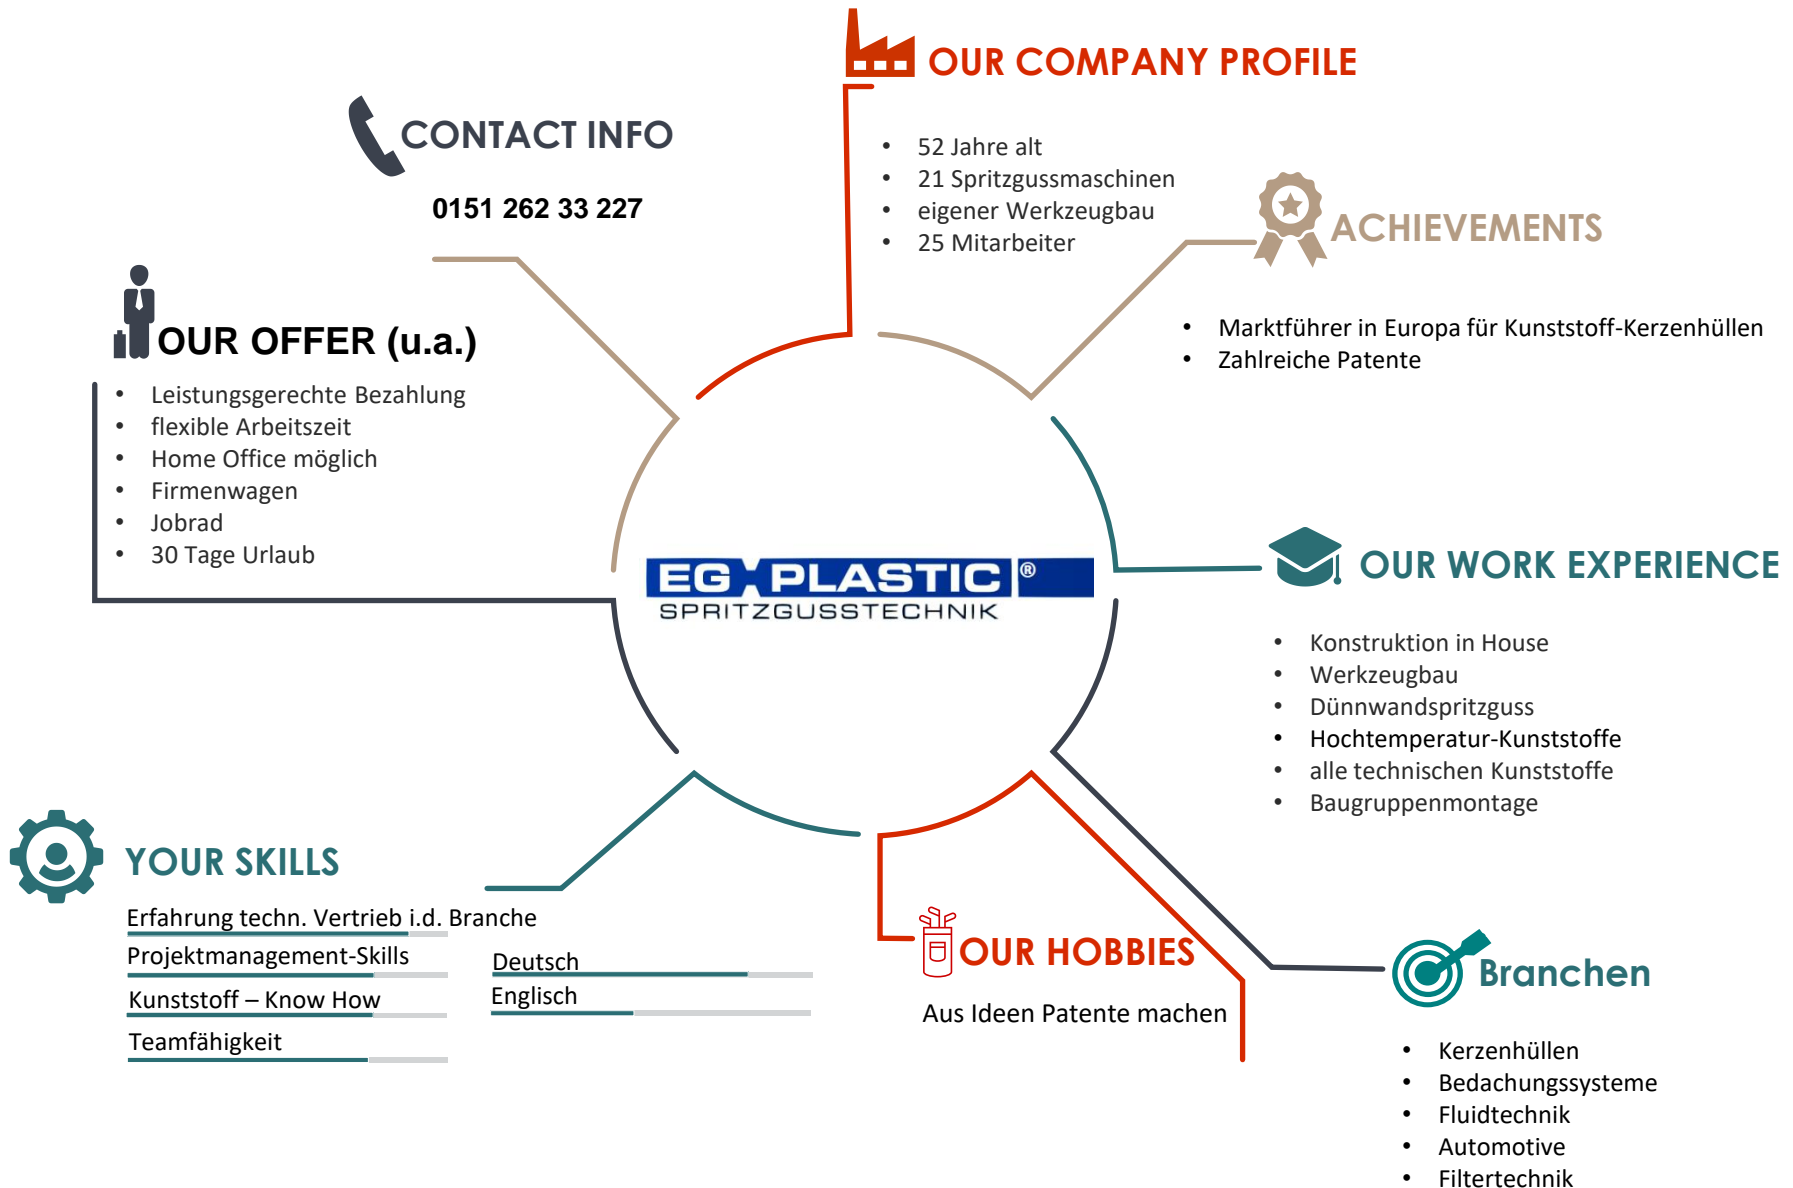 OUR COMPANY PROFILE
• 52 Jahre alt
• 21 Spritzgussmaschinen
• eigener Werkzeugbau
• 25 Mitarbeiter
CONTACT INFO
0151 262 33 227
ACHIEVEMENTS
• Marktführer in Europa für Kunststoff-Kerzenhüllen
• Zahlreiche Patente
OUR OFFER (u.a.)
• Leistungsgerechte Bezahlung
• flexible Arbeitszeit
• Home Office möglich
• Firmenwagen
• Jobrad
• 30 Tage Urlaub
EG PLASTIC ®
SPRITZGUSSTECHNIK
OUR WORK EXPERIENCE
• Konstruktion in House
• Werkzeugbau
• Dünnwandspritzguss
• Hochtemperatur-Kunststoffe
• alle technischen Kunststoffe
• Baugruppenmontage
YOUR SKILLS
Erfahrung techn. Vertrieb i.d. Branche
Projektmanagement-Skills
Kunststoff – Know How
Teamfähigkeit
Deutsch
Englisch
OUR HOBBIES
Aus Ideen Patente machen
Branchen
• Kerzenhüllen
• Bedachungssysteme
• Fluidtechnik
• Automotive
• Filtertechnik